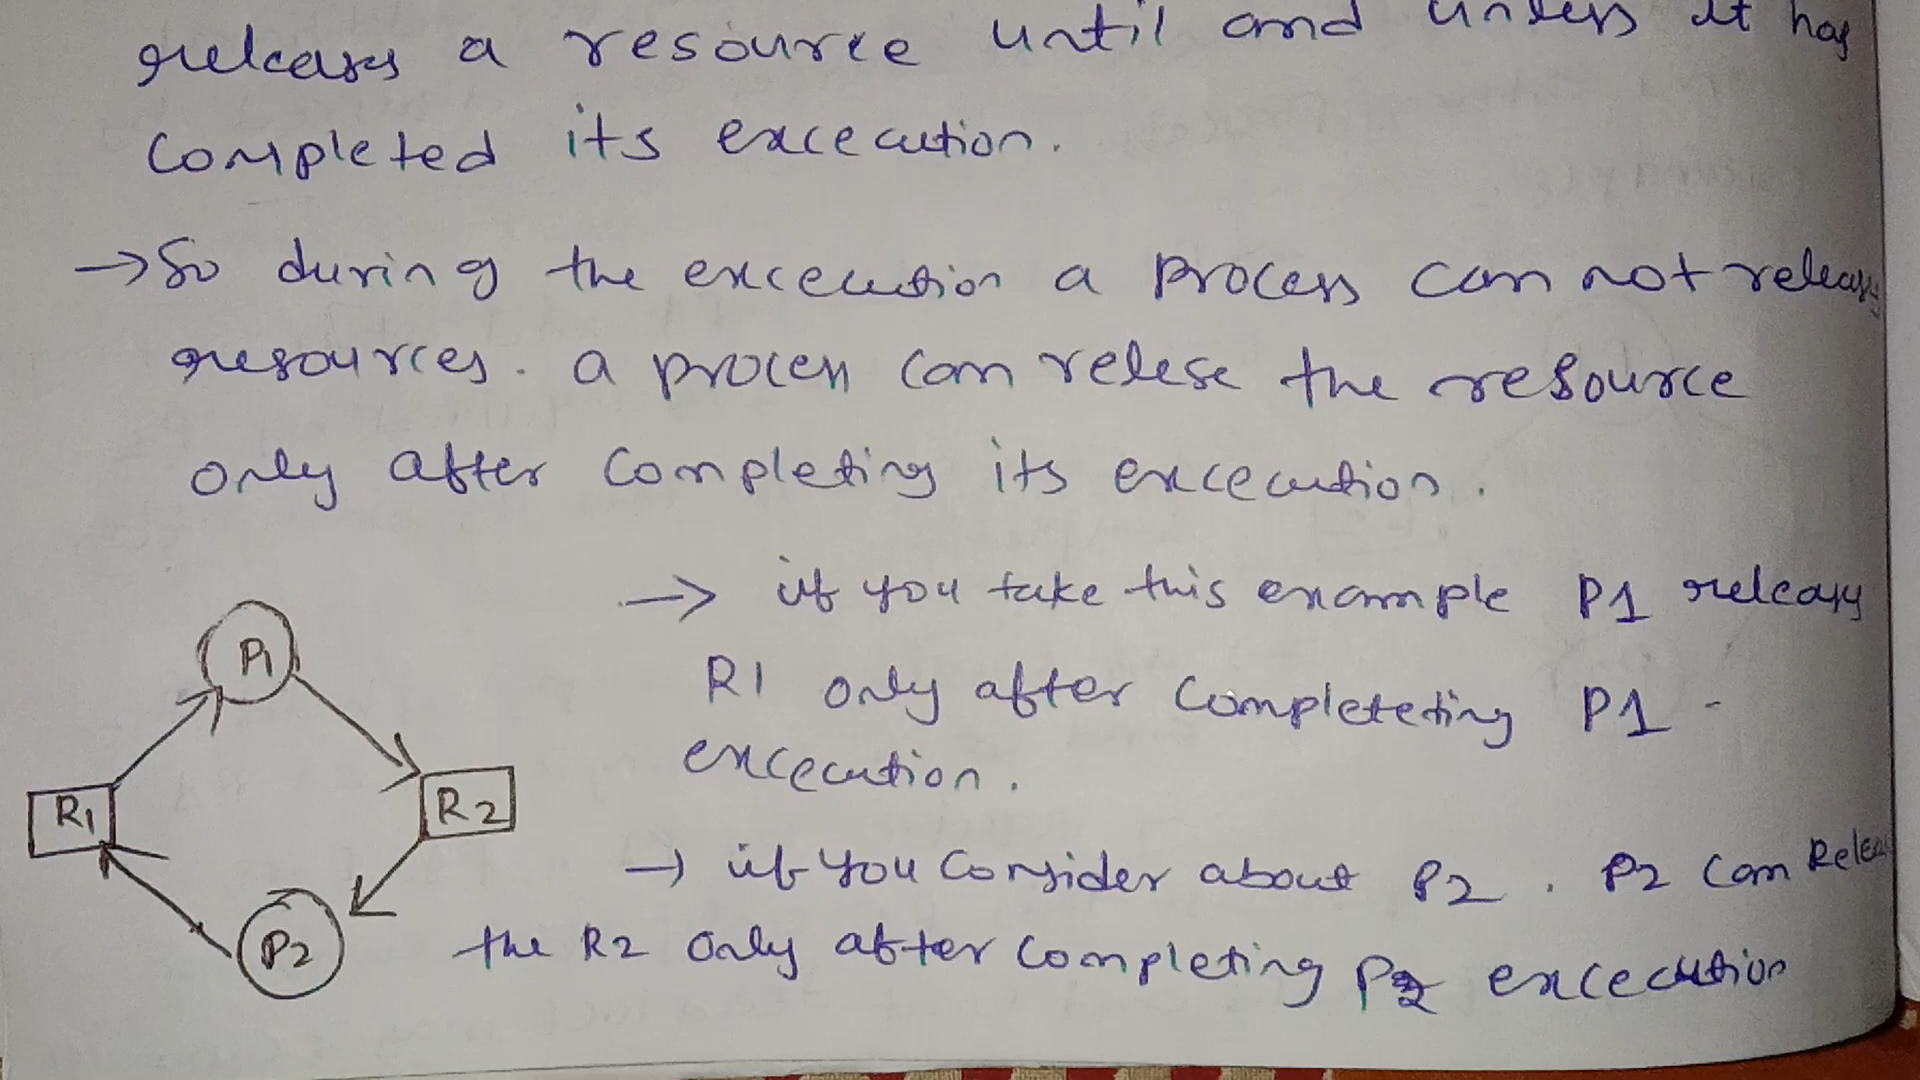 releases a resource until and unless it has
completed its excecution.
→ So during the excecution a process can not release
resources. a process can relese the resource
only after completing its excecution.
→ if you take this example P1 release
R1 only after completeting P1 -
excecution.
→ if you consider about P2. P2 can Relea
the R2 only after completing P2 excecution
P1
R1
R2
P2